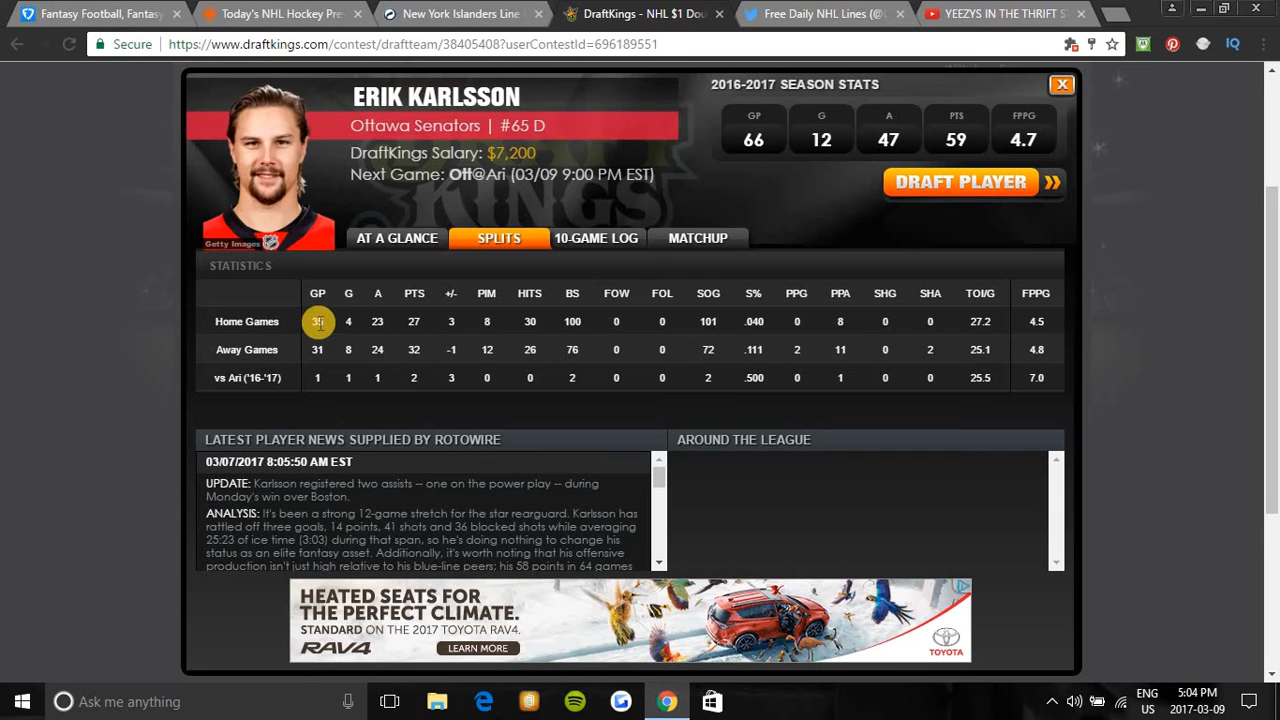 Fantasy Football, Fantasy
Today's NHL Hockey Prev
New York Islanders Line
DraftKings - NHL $1 Dou
Free Daily NHL Lines (@D
YEEZYS IN THE THRIFT S
Secure
https://www.draftkings.com/contest/draftteam/38405408?userContestId=696189551
ERIK KARLSSON
Ottawa Senators | #65 D
DraftKings Salary: $7,200
Next Game: Ott@Ari (03/09 9:00 PM EST)
2016-2017 SEASON STATS
X
GP G A PTS FPPG
66 12 47 59 4.7
DRAFT PLAYER
KINGS
Getty Images
AT A GLANCE SPLITS 10-GAME LOG MATCHUP
STATISTICS
GP G A PTS +/- PIM HITS BS FOW FOL SOG S% PPG PPA SHG SHA TOI/G FPPG
Home Games 35 4 23 27 3 8 30 100 0 0 101 .040 0 8 0 0 27.2 4.5
Away Games 31 8 24 32 -1 12 26 76 0 0 72 .111 2 11 0 2 25.1 4.8
vs Ari ('16-'17) 1 1 1 2 3 0 0 2 0 0 2 .500 0 1 0 0 25.5 7.0
LATEST PLAYER NEWS SUPPLIED BY ROTOWIRE
AROUND THE LEAGUE
03/07/2017 8:05:50 AM EST
UPDATE: Karlsson registered two assists -- one on the power play -- during
Monday's win over Boston.
ANALYSIS: It's been a strong 12-game stretch for the star rearguard. Karlsson has
rattled off three goals, 14 points, 41 shots and 36 blocked shots while averaging
25:23 of ice time (3:03) during that span, so he's doing nothing to change his
status as an elite fantasy asset. Additionally, it's worth noting that his offensive
production isn't just high relative to his blue-line peers; his 58 points in 64 games
HEATED SEATS FOR
THE PERFECT CLIMATE.
STANDARD ON THE 2017 TOYOTA RAV4.
RAV4
LEARN MORE
TOYOTA
Ask me anything
ENG
US
5:04 PM
2017-03-09